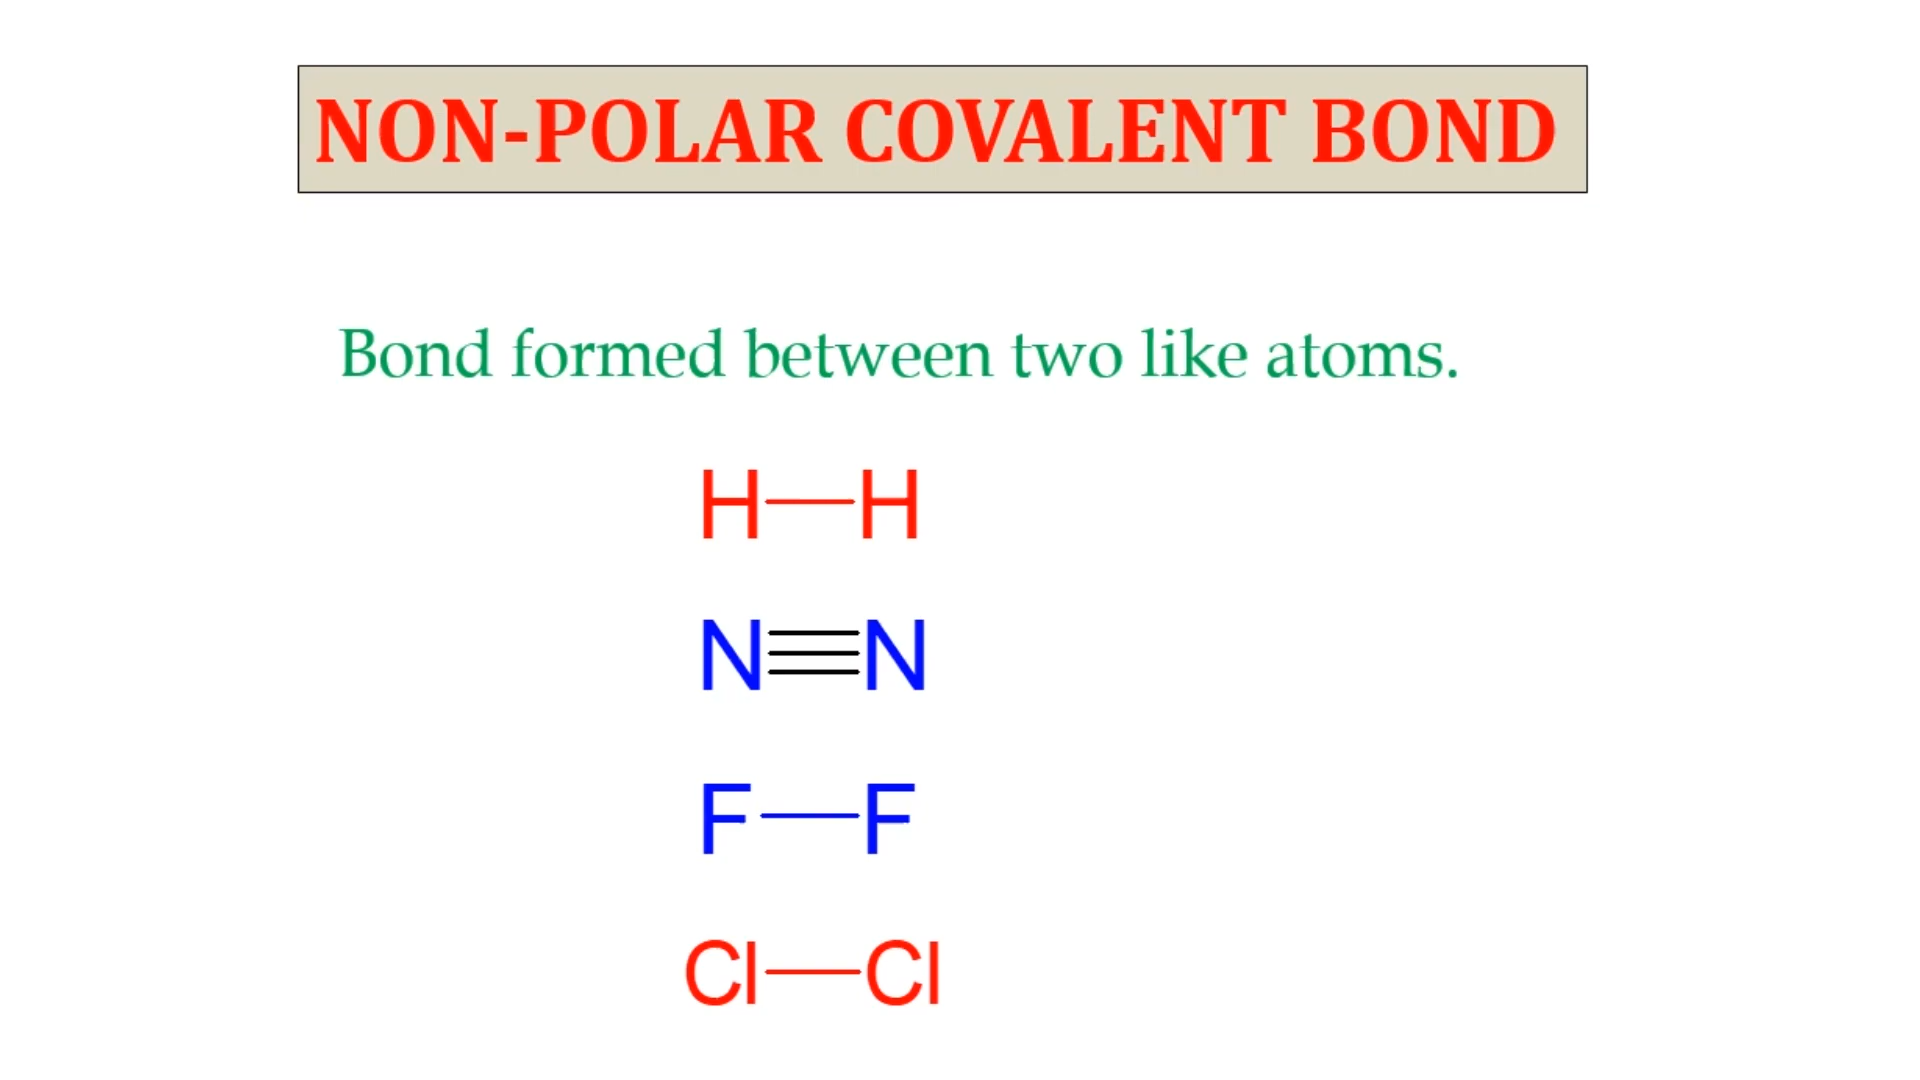 NON-POLAR COVALENT BOND
Bond formed between two like atoms.
H—H
N≡N
F—F
Cl—Cl